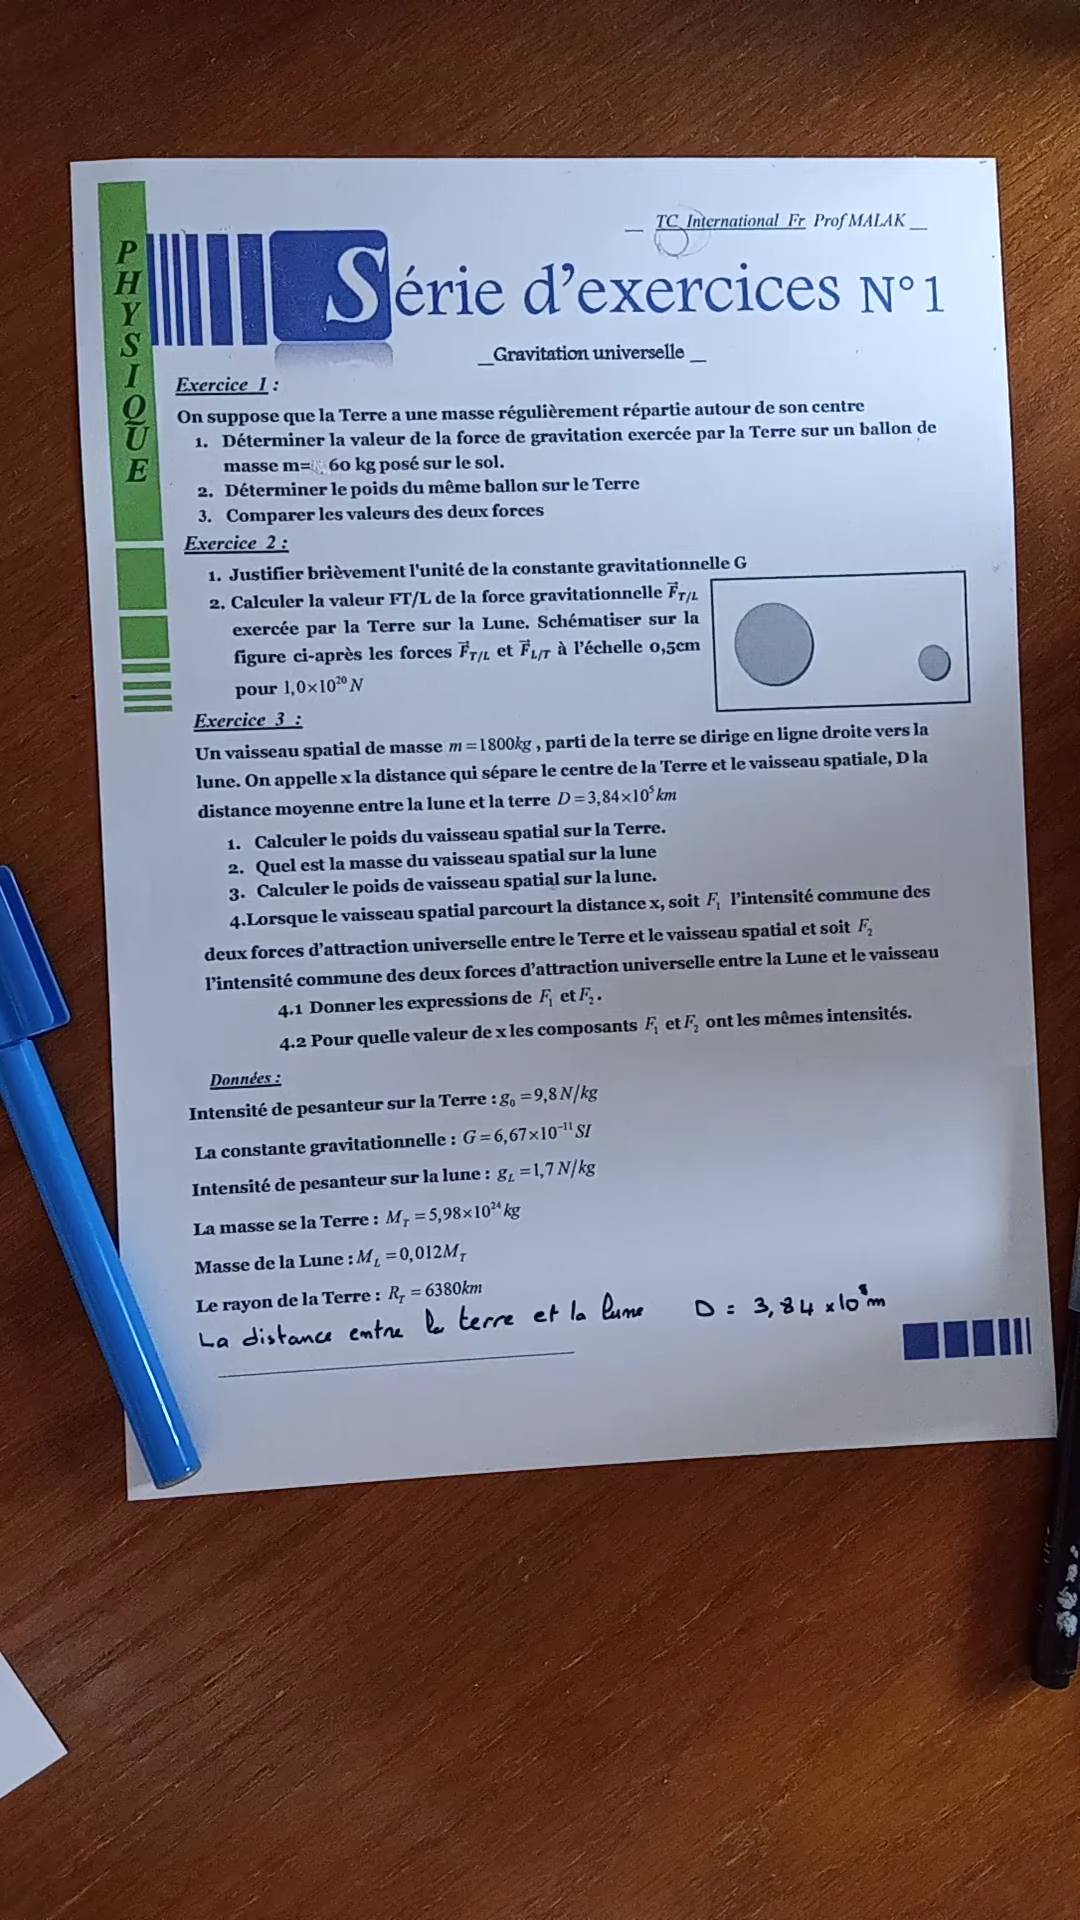 TC International Fr Prof MALAK
PHYSIQUE
Série d'exercices N°1
_Gravitation universelle _
Exercice 1 :
On suppose que la Terre a une masse régulièrement répartie autour de son centre
1. Déterminer la valeur de la force de gravitation exercée par la Terre sur un ballon de
masse m= 60 kg posé sur le sol.
2. Déterminer le poids du même ballon sur le Terre
3. Comparer les valeurs des deux forces
Exercice 2 :
1. Justifier brièvement l'unité de la constante gravitationnelle G
2. Calculer la valeur FT/L de la force gravitationnelle F⃗_T/L
exercée par la Terre sur la Lune. Schématiser sur la
figure ci-après les forces F⃗_T/L et F⃗_L/T à l'échelle 0,5cm
pour 1,0×10²⁰ N
Exercice 3 :
Un vaisseau spatial de masse m=1800kg , parti de la terre se dirige en ligne droite vers la
lune. On appelle x la distance qui sépare le centre de la Terre et le vaisseau spatiale, D la
distance moyenne entre la lune et la terre D=3,84×10⁵km
1. Calculer le poids du vaisseau spatial sur la Terre.
2. Quel est la masse du vaisseau spatial sur la lune
3. Calculer le poids de vaisseau spatial sur la lune.
4.Lorsque le vaisseau spatial parcourt la distance x, soit F₁ l'intensité commune des
deux forces d'attraction universelle entre le Terre et le vaisseau spatial et soit F₂
l'intensité commune des deux forces d'attraction universelle entre la Lune et le vaisseau
4.1 Donner les expressions de F₁ et F₂.
4.2 Pour quelle valeur de x les composants F₁ et F₂ ont les mêmes intensités.
Données :
Intensité de pesanteur sur la Terre : g₀ =9,8 N/kg
La constante gravitationnelle : G=6,67×10⁻¹¹ SI
Intensité de pesanteur sur la lune : g_L =1,7 N/kg
La masse se la Terre : M_T =5,98×10²⁴ kg
Masse de la Lune : M_L =0,012M_T
Le rayon de la Terre : R_T = 6380km
La distance entre la terre et la lune D = 3,84 x10⁸m